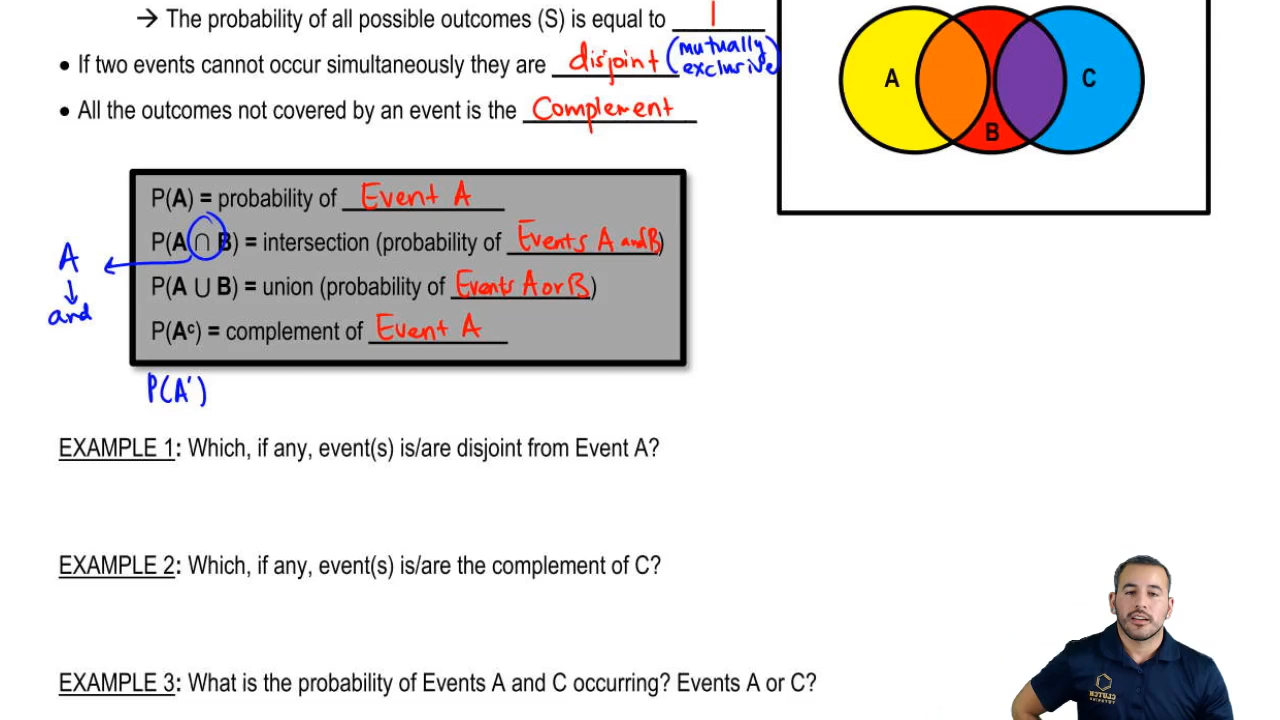 → The probability of all possible outcomes (S) is equal to 1
• If two events cannot occur simultaneously they are disjoint (mutually exclusive)
• All the outcomes not covered by an event is the Complement
A
B
C
P(A) = probability of Event A
P(A ∩ B) = intersection (probability of Events A and B)
P(A ∪ B) = union (probability of Events A or B)
P(Aᶜ) = complement of Event A
A
↓
and
P(A')
EXAMPLE 1: Which, if any, event(s) is/are disjoint from Event A?
EXAMPLE 2: Which, if any, event(s) is/are the complement of C?
EXAMPLE 3: What is the probability of Events A and C occurring? Events A or C?
CLUTCH